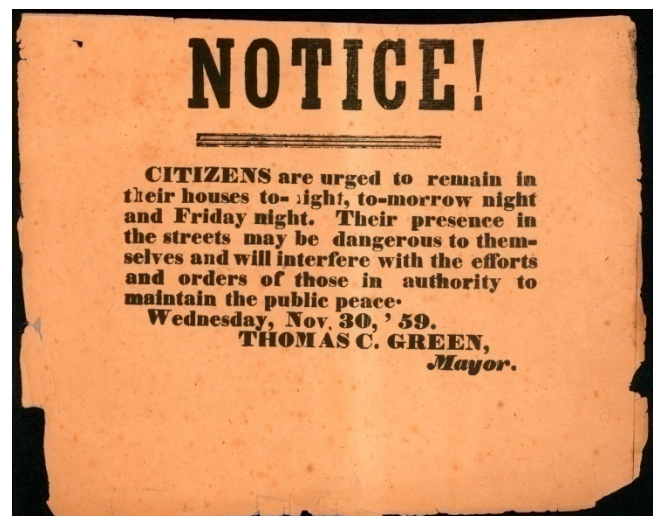 NOTICE!
CITIZENS are urged to remain in
their houses to- ight, to-morrow night
and Friday night. Their presence in
the streets may be dangerous to them-
selves and will interfere with the efforts
and orders of those in authority to
maintain the public peace.
Wednesday, Nov. 30, '59.
THOMAS C. GREEN,
Mayor.